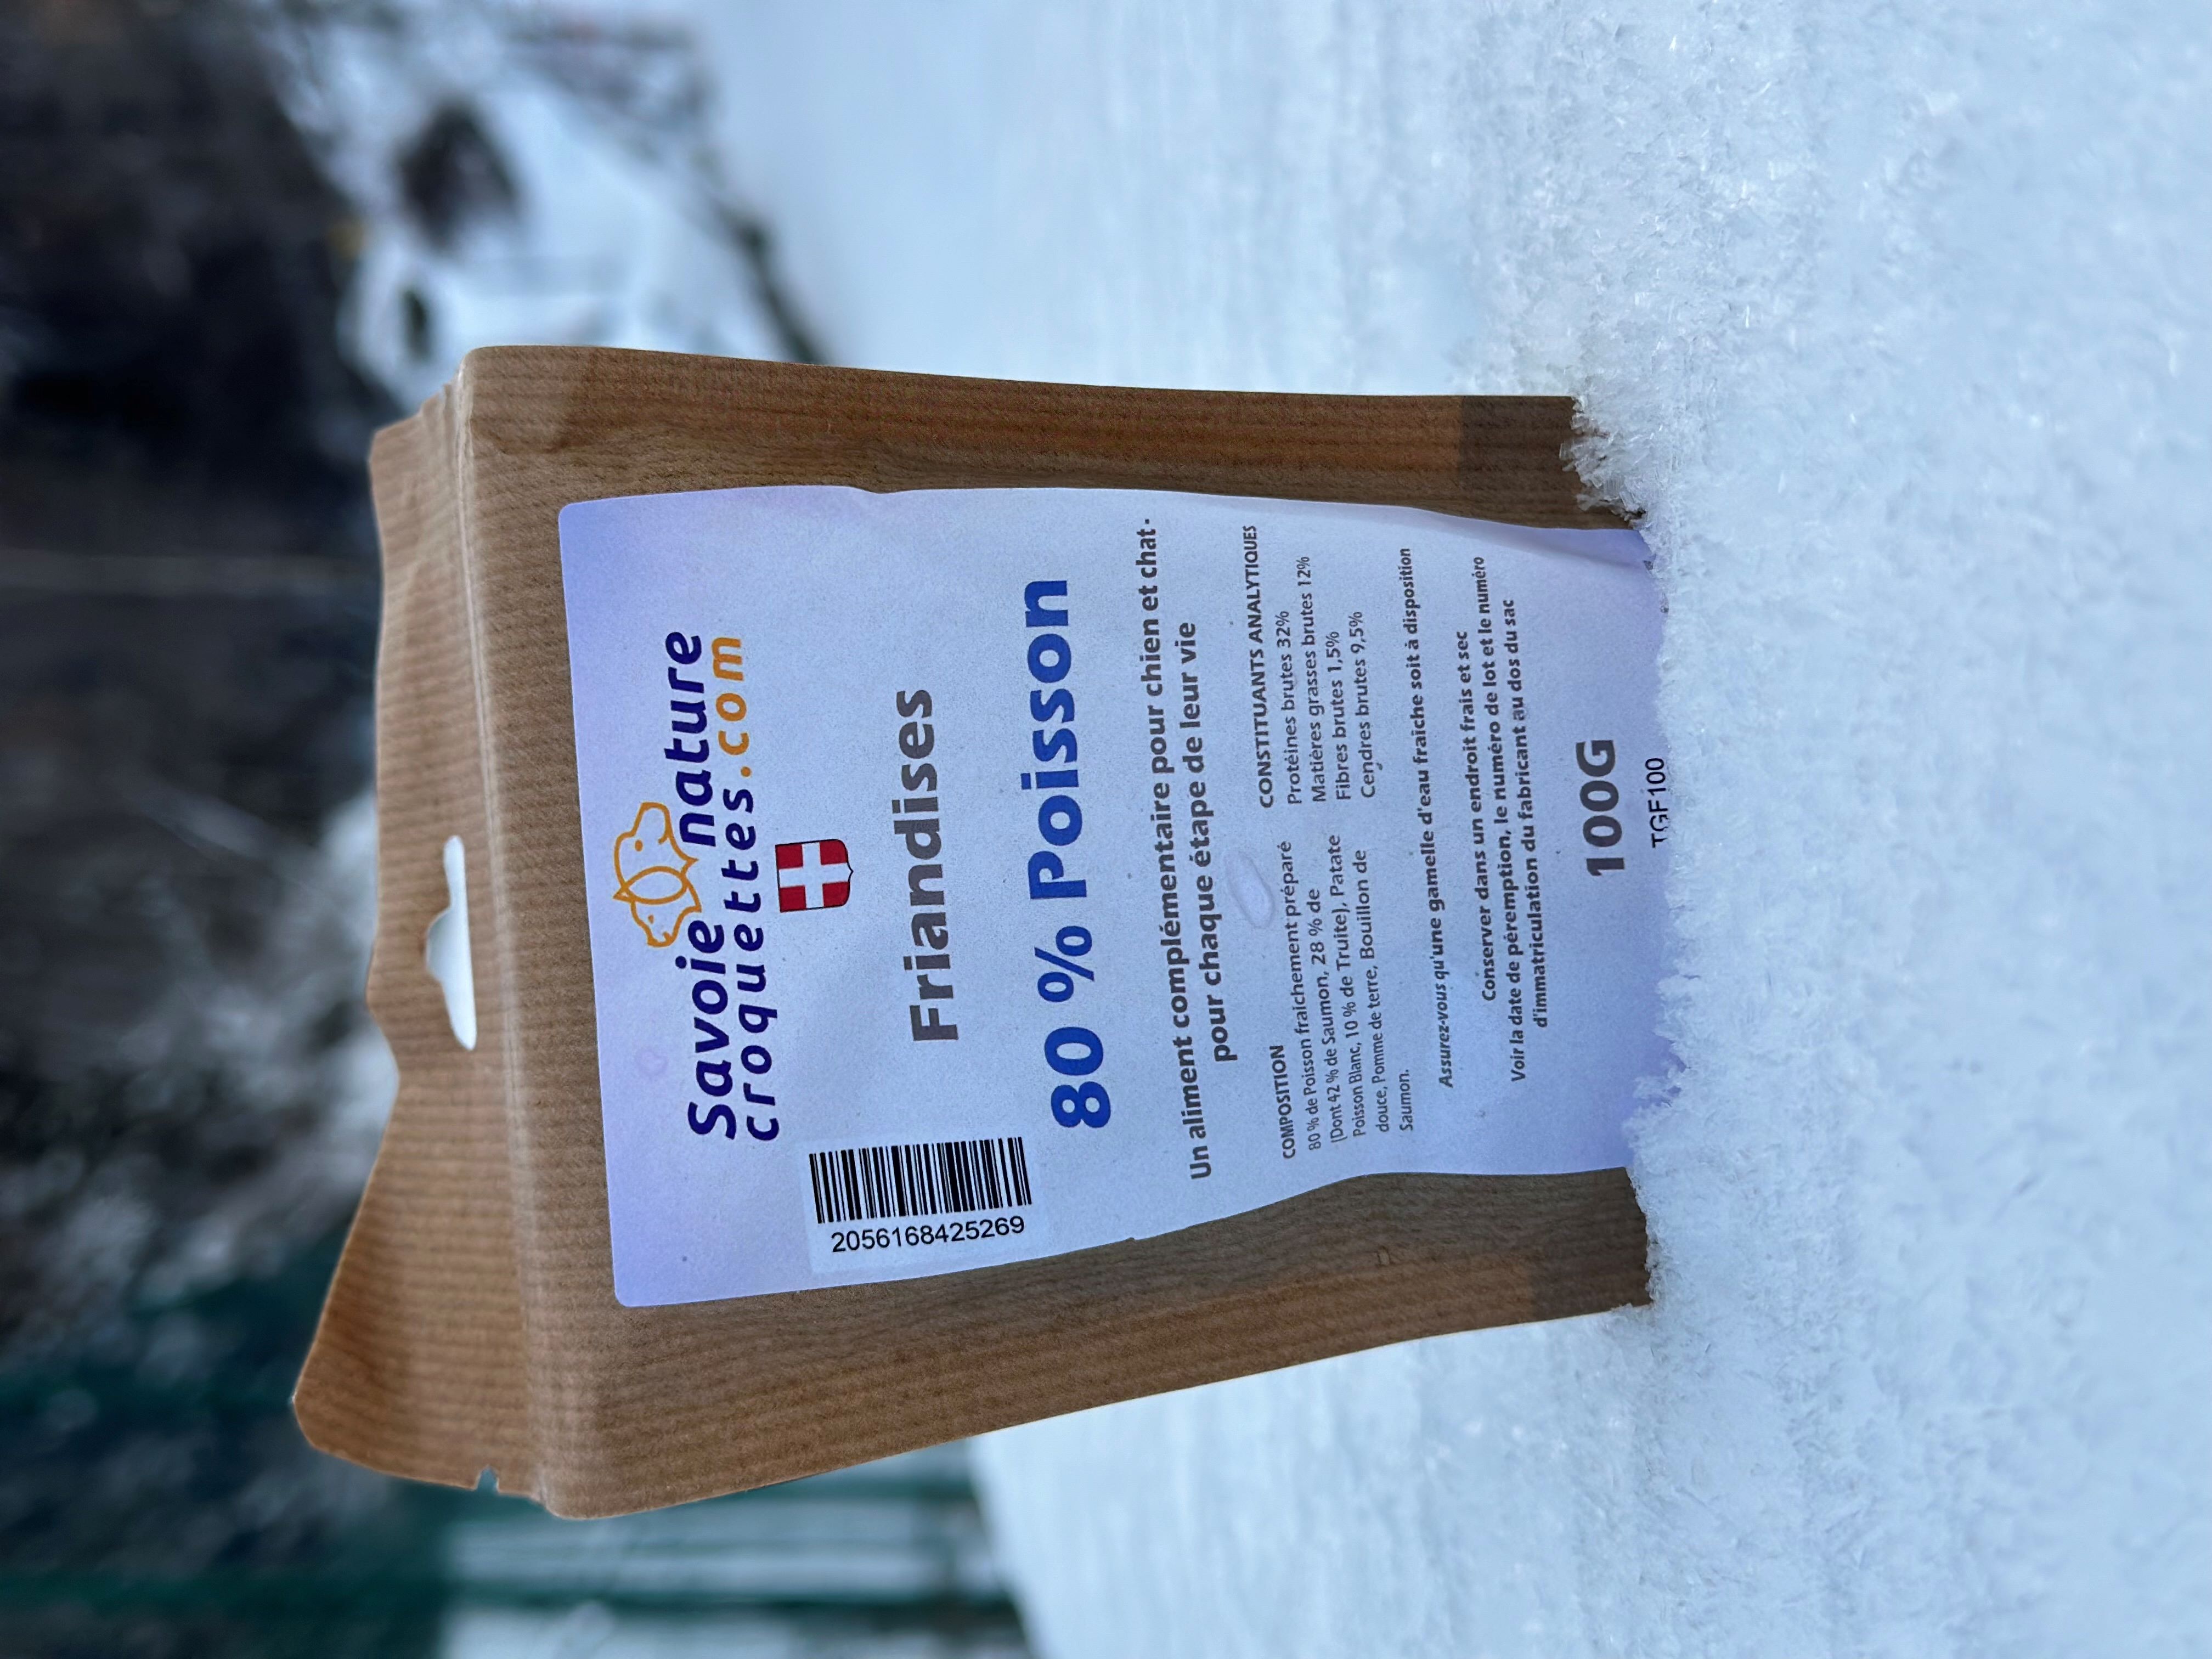 Savoie nature
croquettes.com
2056168425269
Friandises
80 % Poisson
Un aliment complémentaire pour chien et chat
pour chaque étape de leur vie
COMPOSITION
80 % de Poisson fraichement préparé
(Dont 42 % de Saumon, 28 % de
Poisson Blanc, 10 % de Truite), Patate
douce, Pomme de terre, Bouillon de
Saumon.
CONSTITUANTS ANALYTIQUES
Protéines brutes 32%
Matières grasses brutes 12%
Fibres brutes 1,5%
Cendres brutes 9,5%
Assurez-vous qu'une gamelle d'eau fraiche soit à disposition
Conserver dans un endroit frais et sec
Voir la date de péremption, le numéro de lot et le numéro
d'immatriculation du fabricant au dos du sac
100G
TGF100